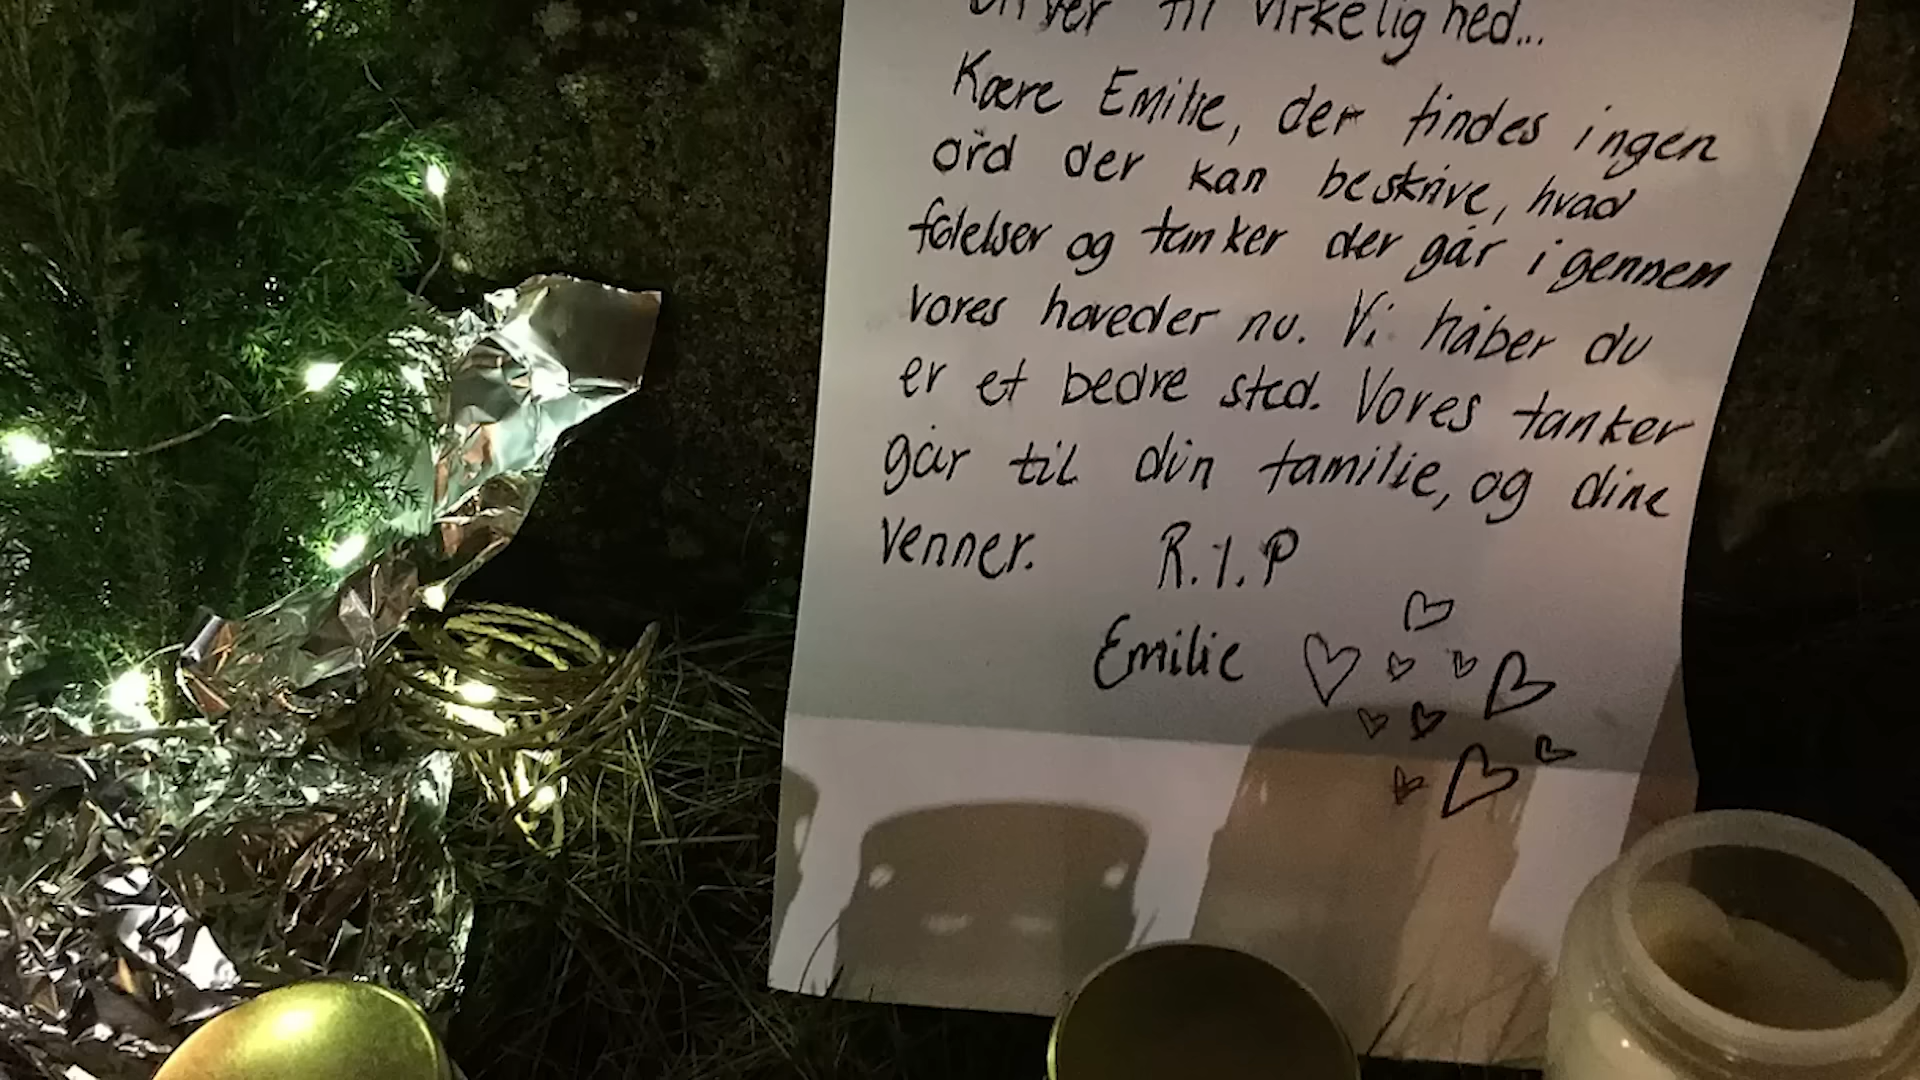 bliver til virkelighed...
Kære Emilie, der findes ingen
ord der kan beskrive, hvad
følelser og tanker der går igennem
vores hoveder nu. Vi håber du
er et bedre sted. Vores tanker
går til din familie, og dine
venner. R.I.P
Emilie